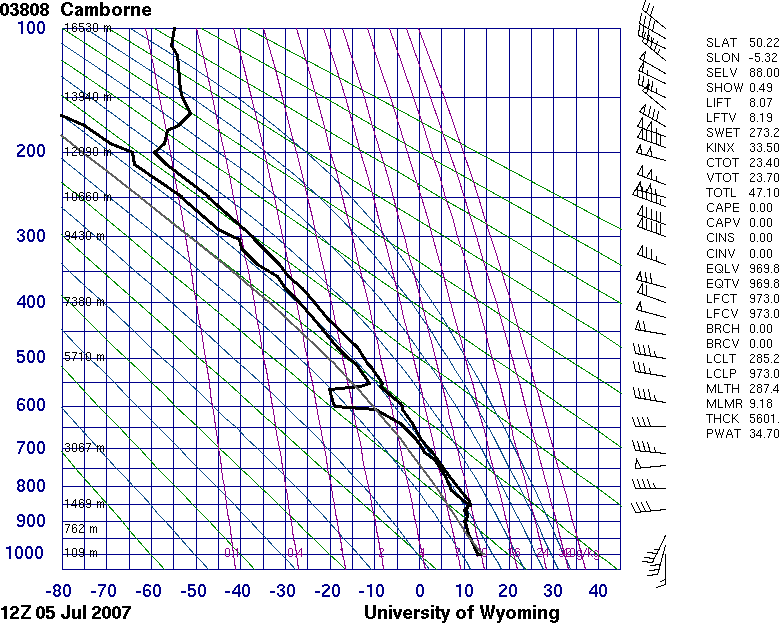 03808 Camborne
100
16530 m
13940 m
200
12090 m
10660 m
300
9430 m
400
7380 m
500
5710 m
600
700
3067 m
800
1469 m
900
762 m
1000
109 m
0.4
1
2
4
7
10
16
24
32
g/kg
-80 -70 -60 -50 -40 -30 -20 -10 0 10 20 30 40
12Z 05 Jul 2007
University of Wyoming
SLAT 50.22
SLON -5.32
SELV 88.00
SHOW 0.49
LIFT 8.07
LFTV 8.19
SWET 273.2
KINX 33.50
CTOT 23.40
VTOT 23.70
TOTL 47.10
CAPE 0.00
CAPV 0.00
CINS 0.00
CINV 0.00
EQLV 969.8
EQTV 969.8
LFCT 973.0
LFCV 973.0
BRCH 0.00
BRCV 0.00
LCLT 285.2
LCLP 973.0
MLTH 287.4
MLMR 9.18
THCK 5601.
PWAT 34.70